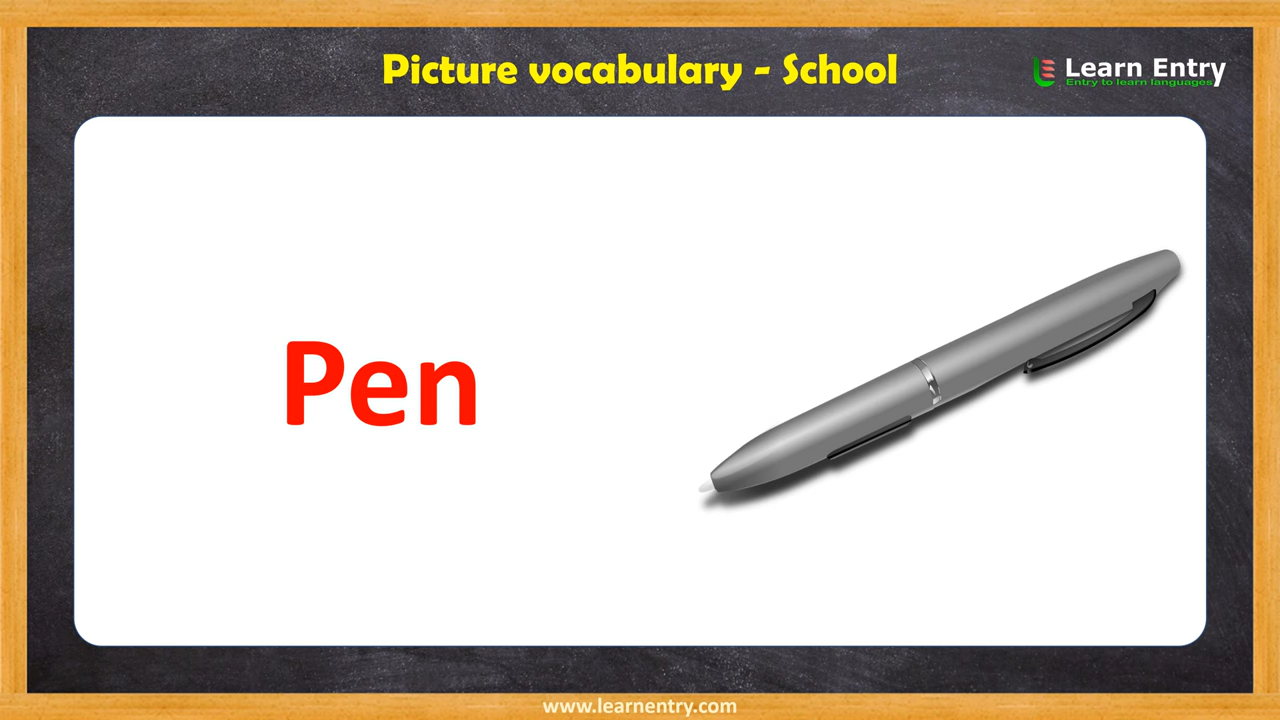 Picture vocabulary - School
Learn Entry
Entry to learn languages
Pen
www.learnentry.com